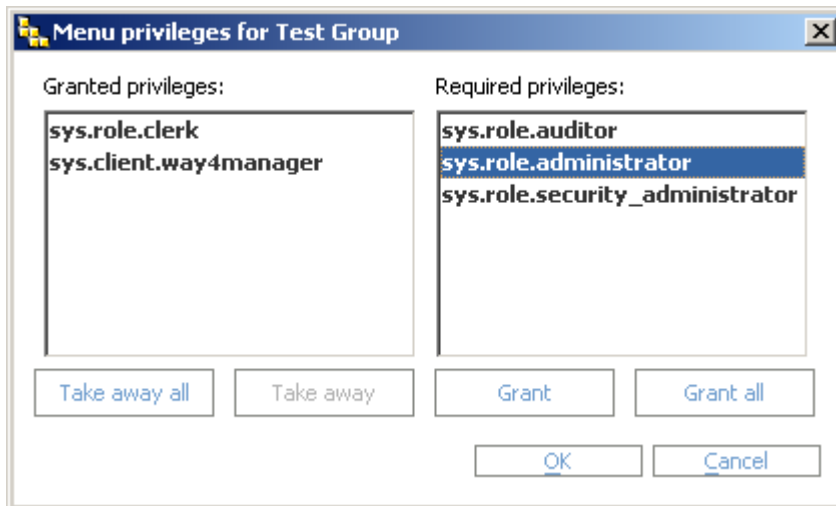 Menu privileges for Test Group
Granted privileges:
sys.role.clerk
sys.client.way4manager
Required privileges:
sys.role.auditor
sys.role.administrator
sys.role.security_administrator
Take away all
Take away
Grant
Grant all
OK
Cancel